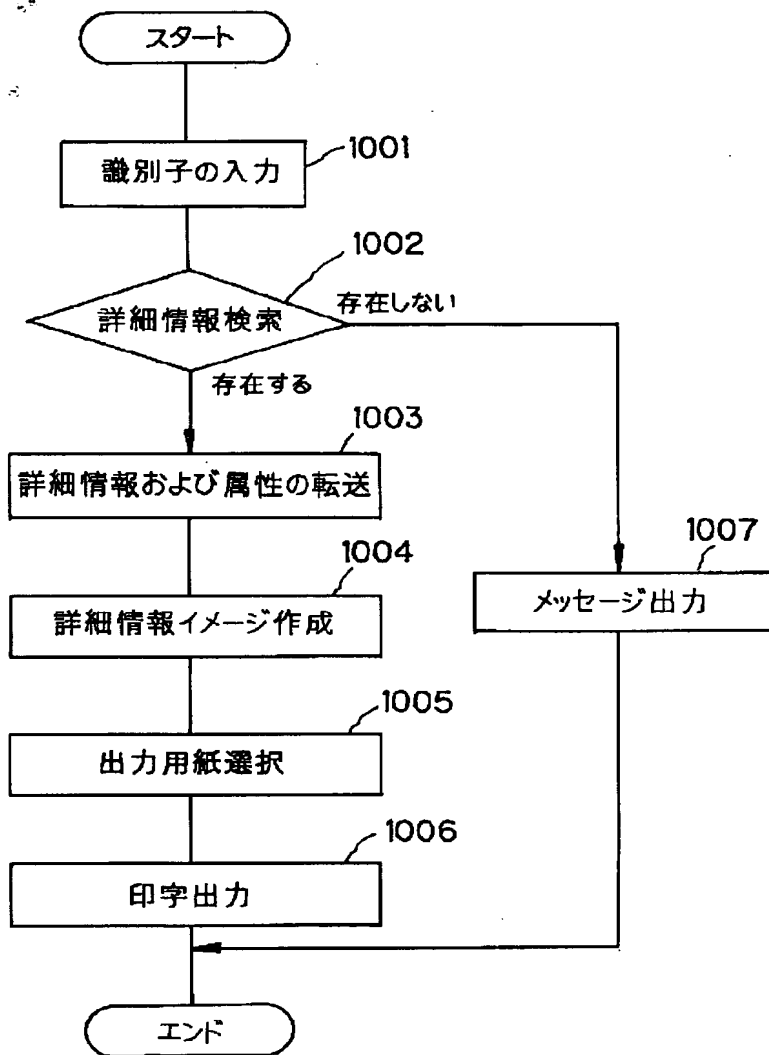 スタート
1001
識別子の入力
1002
詳細情報検索
存在しない
存在する
1003
詳細情報および属性の転送
1004
詳細情報イメージ作成
1007
メッセージ出力
1005
出力用紙選択
1006
印字出力
エンド